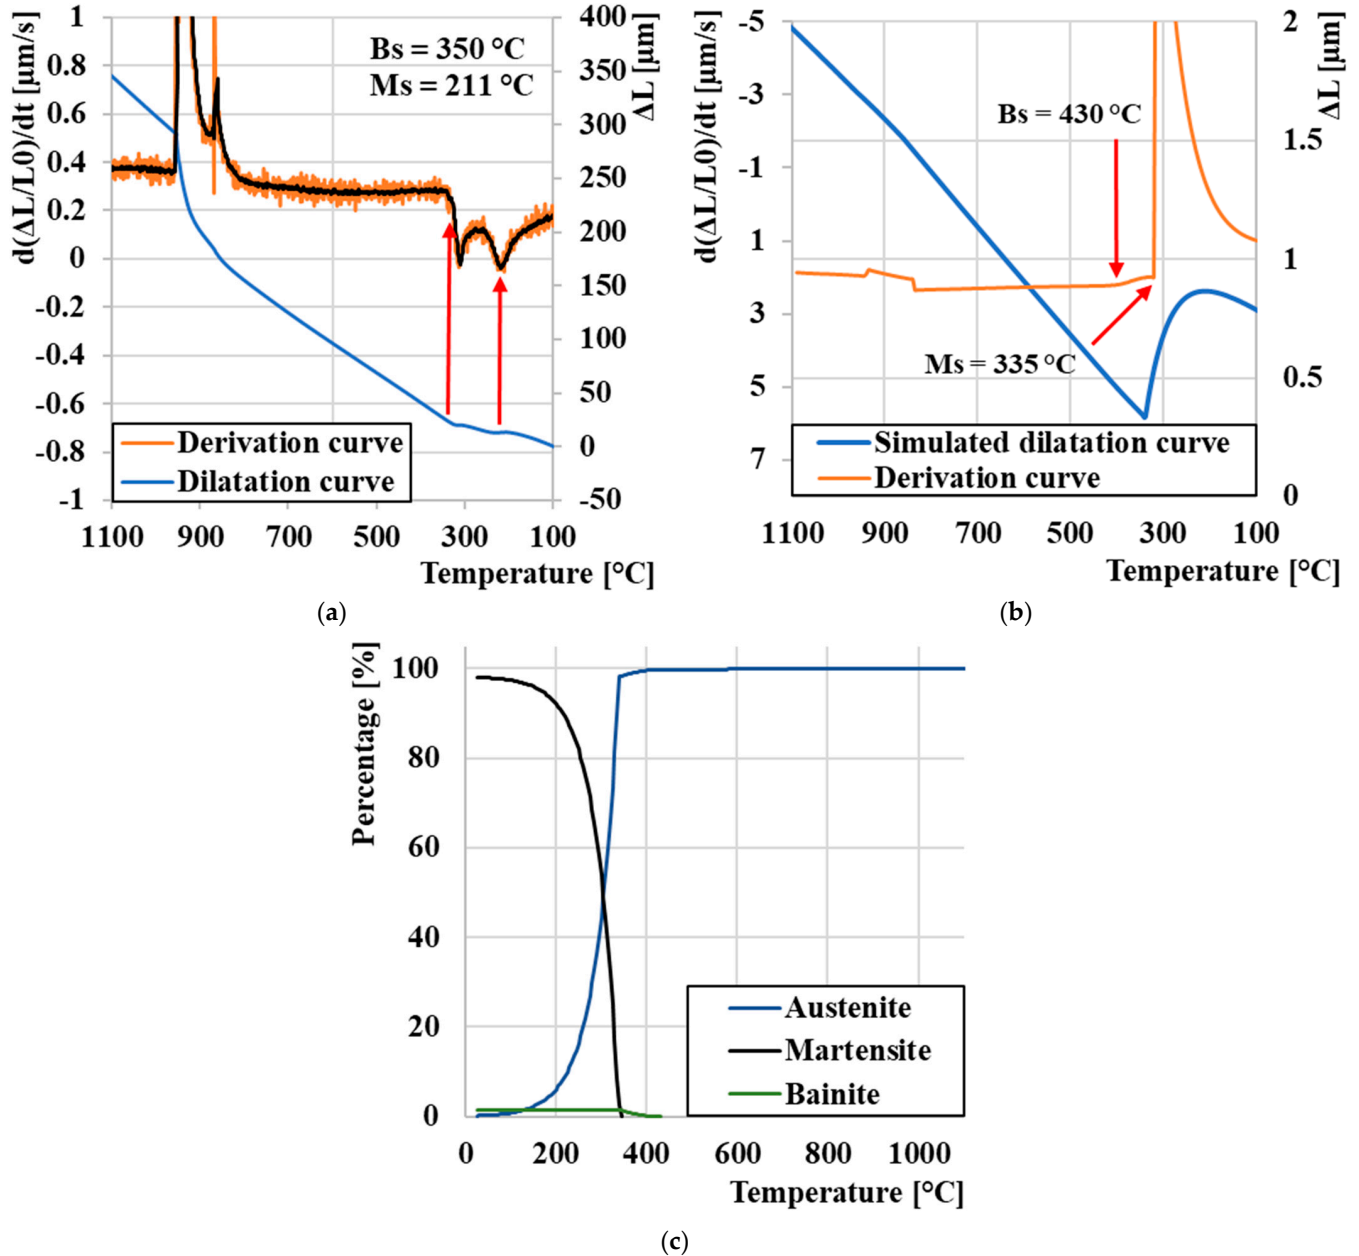 d(ΔL/L0)/dt [µm/s]
1
0.8
0.6
0.4
0.2
0
-0.2
-0.4
-0.6
-0.8
-1
400
350
300
250
200
150
100
50
0
-50
ΔL [µm]
Bs = 350 °C
Ms = 211 °C
Derivation curve
Dilatation curve
1100 900 700 500 300 100
Temperature [°C]
(a)
d(ΔL/L0)/dt [µm/s]
-5
-3
-1
1
3
5
7
2
1.5
1
0.5
0
ΔL [µm]
Bs = 430 °C
Ms = 335 °C
Simulated dilatation curve
Derivation curve
1100 900 700 500 300 100
Temperature [°C]
(b)
Percentage [%]
100
80
60
40
20
0
Austenite
Martensite
Bainite
0 200 400 600 800 1000
Temperature [°C]
(c)